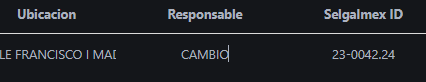 Ubicacion Responsable Selgalmex ID
LE FRANCISCO I MAI CAMBIO 23-0042.24